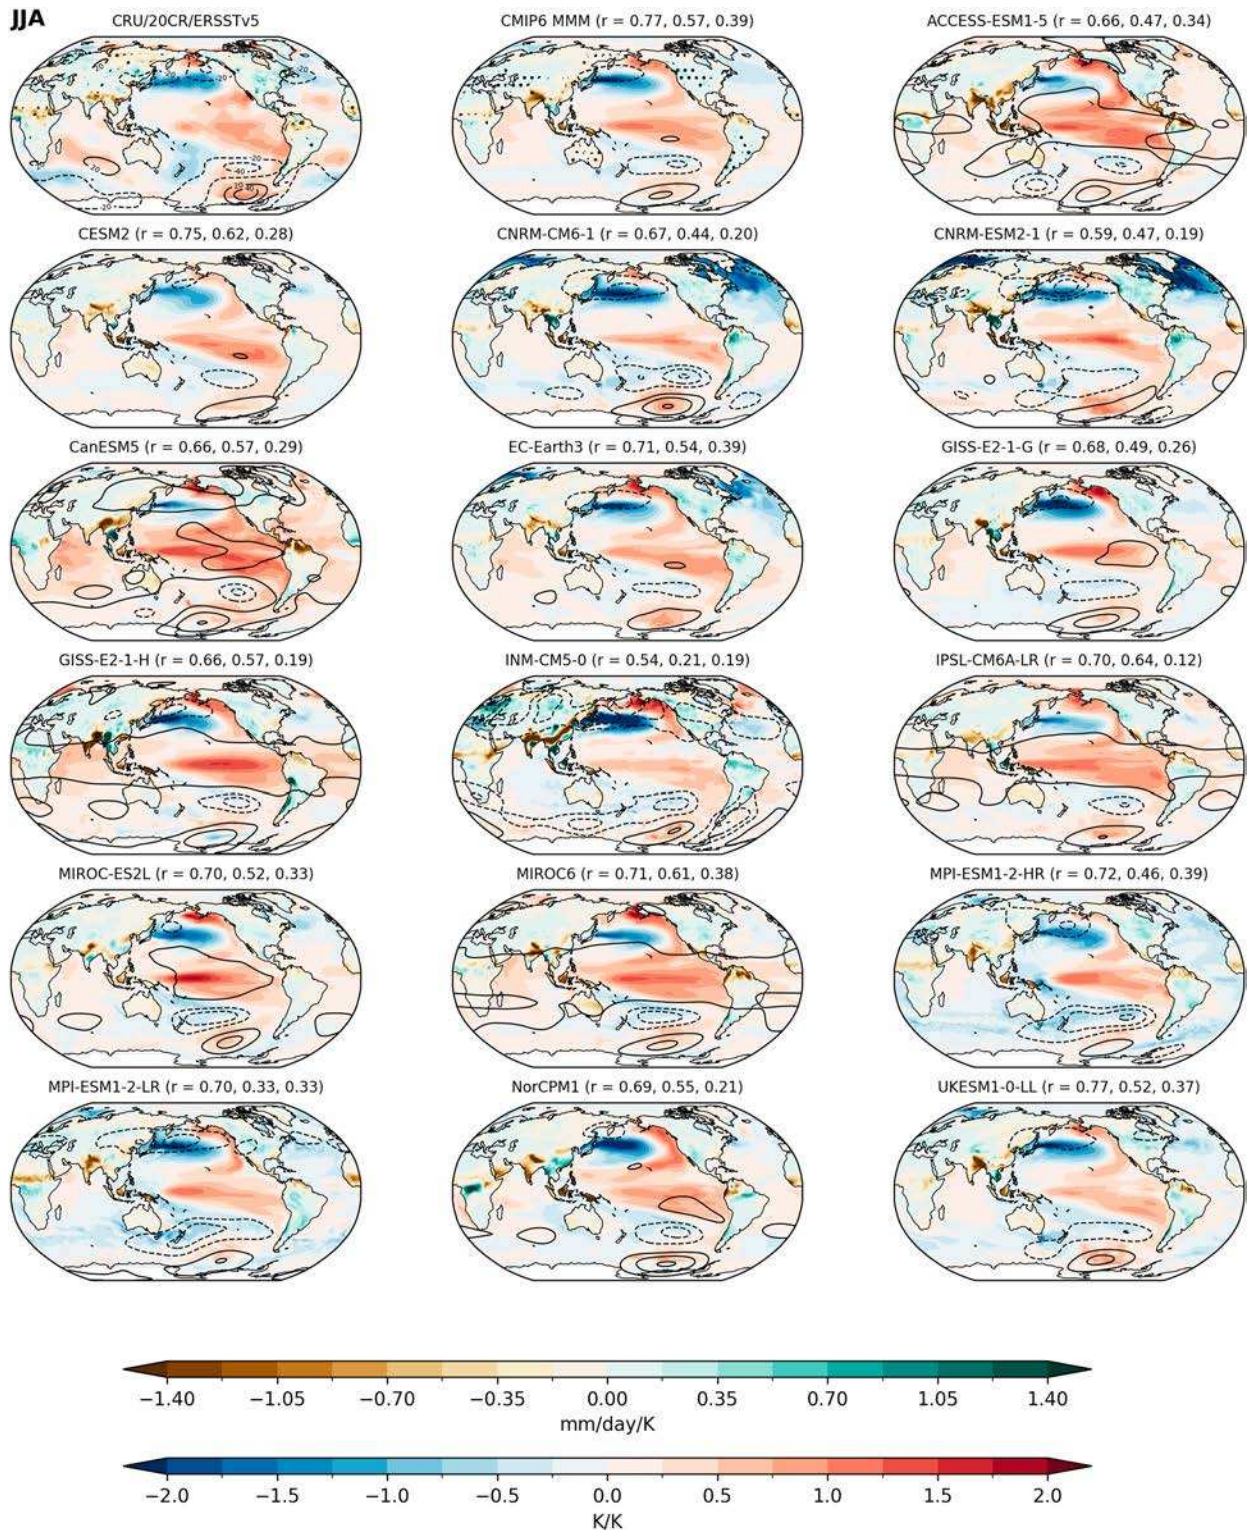 JJA
CRU/20CR/ERSSTv5
CMIP6 MMM (r = 0.77, 0.57, 0.39)
ACCESS-ESM1-5 (r = 0.66, 0.47, 0.34)
CESM2 (r = 0.75, 0.62, 0.28)
CNRM-CM6-1 (r = 0.67, 0.44, 0.20)
CNRM-ESM2-1 (r = 0.59, 0.47, 0.19)
CanESM5 (r = 0.66, 0.57, 0.29)
EC-Earth3 (r = 0.71, 0.54, 0.39)
GISS-E2-1-G (r = 0.68, 0.49, 0.26)
GISS-E2-1-H (r = 0.66, 0.57, 0.19)
INM-CM5-0 (r = 0.54, 0.21, 0.19)
IPSL-CM6A-LR (r = 0.70, 0.64, 0.12)
MIROC-ES2L (r = 0.70, 0.52, 0.33)
MIROC6 (r = 0.71, 0.61, 0.38)
MPI-ESM1-2-HR (r = 0.72, 0.46, 0.39)
MPI-ESM1-2-LR (r = 0.70, 0.33, 0.33)
NorCPM1 (r = 0.69, 0.55, 0.21)
UKESM1-0-LL (r = 0.77, 0.52, 0.37)
−1.40 −1.05 −0.70 −0.35 0.00 0.35 0.70 1.05 1.40
mm/day/K
−2.0 −1.5 −1.0 −0.5 0.0 0.5 1.0 1.5 2.0
K/K